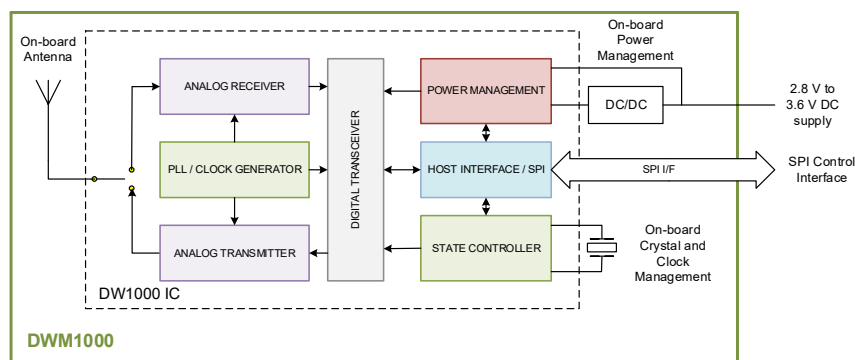 On-board
Antenna
ANALOG RECEIVER
PLL / CLOCK GENERATOR
ANALOG TRANSMITTER
DIGITAL TRANSCEIVER
POWER MANAGEMENT
HOST INTERFACE / SPI
STATE CONTROLLER
DW1000 IC
On-board
Power
Management
DC/DC
2.8 V to
3.6 V DC
supply
SPI I/F
SPI Control
Interface
On-board
Crystal and
Clock
Management
DWM1000